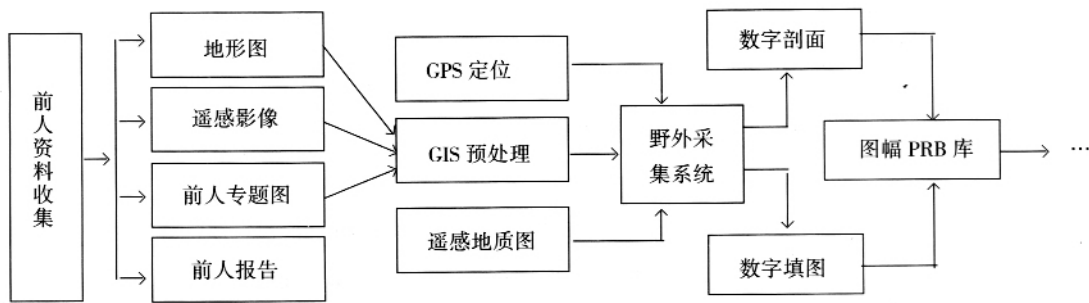 前人资料收集
地形图
遥感影像
前人专题图
前人报告
GPS 定位
GIS 预处理
遥感地质图
野外采
集系统
数字剖面
数字填图
图幅 PRB 库
…